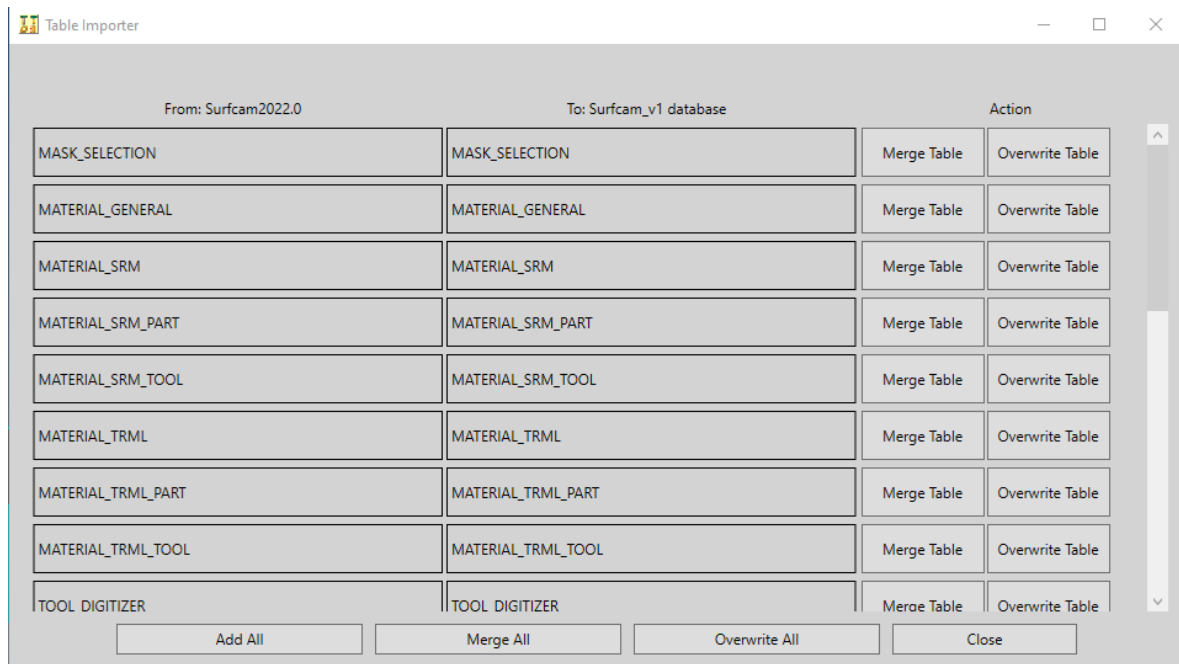 Table Importer
From: Surfcam2022.0 To: Surfcam_v1 database Action
MASK_SELECTION MASK_SELECTION Merge Table Overwrite Table
MATERIAL_GENERAL MATERIAL_GENERAL Merge Table Overwrite Table
MATERIAL_SRM MATERIAL_SRM Merge Table Overwrite Table
MATERIAL_SRM_PART MATERIAL_SRM_PART Merge Table Overwrite Table
MATERIAL_SRM_TOOL MATERIAL_SRM_TOOL Merge Table Overwrite Table
MATERIAL_TRML MATERIAL_TRML Merge Table Overwrite Table
MATERIAL_TRML_PART MATERIAL_TRML_PART Merge Table Overwrite Table
MATERIAL_TRML_TOOL MATERIAL_TRML_TOOL Merge Table Overwrite Table
TOOL_DIGITIZER TOOL_DIGITIZER Merge Table Overwrite Table
Add All Merge All Overwrite All Close